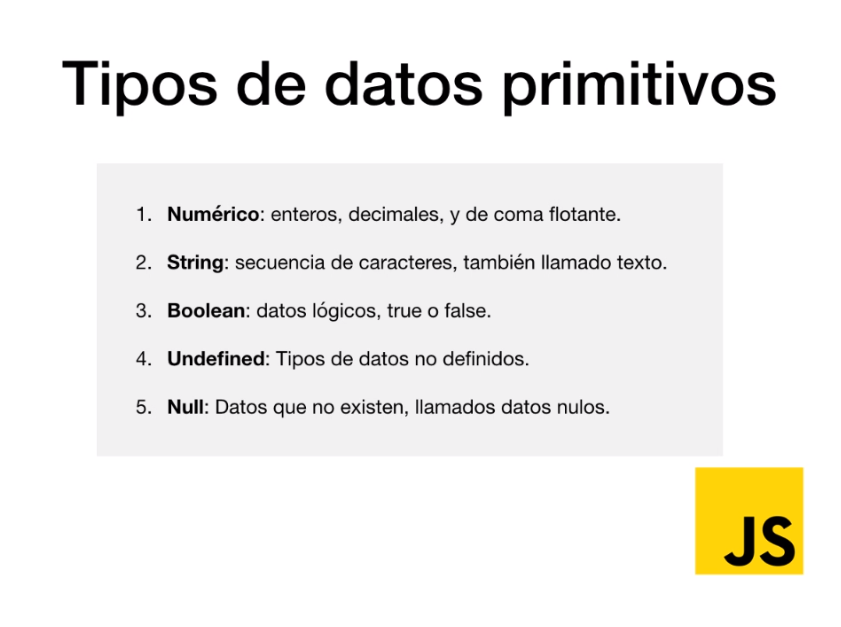 Tipos de datos primitivos
1. Numérico: enteros, decimales, y de coma flotante.
2. String: secuencia de caracteres, también llamado texto.
3. Boolean: datos lógicos, true o false.
4. Undefined: Tipos de datos no definidos.
5. Null: Datos que no existen, llamados datos nulos.
JS